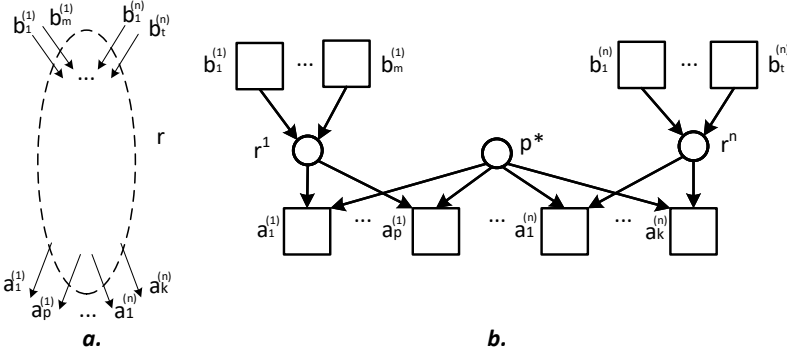 b₁⁽¹⁾ bₘ⁽¹⁾ b₁⁽ⁿ⁾ bₜ⁽ⁿ⁾
...
r
a₁⁽¹⁾ aₚ⁽¹⁾ ... a₁⁽ⁿ⁾ aₖ⁽ⁿ⁾
a.
b₁⁽¹⁾ ... bₘ⁽¹⁾ b₁⁽ⁿ⁾ ... bₜ⁽ⁿ⁾
r¹ p* rⁿ
a₁⁽¹⁾ ... aₚ⁽¹⁾ ... a₁⁽ⁿ⁾ ... aₖ⁽ⁿ⁾
b.